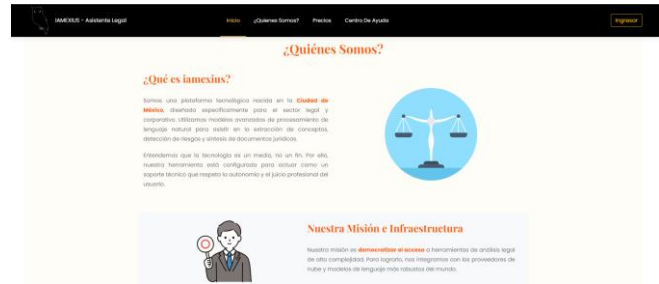 IAMEXIUS - Asistente Legal
Inicio
¿Quienes Somos?
Precios
Centro De Ayuda
Ingresar
¿Quiénes Somos?
¿Qué es iamexius?
Somos una plataforma tecnológica nacida en la Ciudad de
México, diseñada específicamente para el sector legal y
corporativo. Utilizamos modelos avanzados de procesamiento de
lenguaje natural para asistir en la extracción de conceptos,
detección de riesgos y síntesis de documentos jurídicos.
Entendemos que la tecnología es un medio, no un fin. Por ello,
nuestra herramienta está configurada para actuar como un
soporte técnico que respeta la autonomía y el juicio profesional del
usuario.
Nuestra Misión e Infraestructura
Nuestra misión es democratizar el acceso a herramientas de análisis legal
de alta complejidad. Para lograrlo, nos integramos con los proveedores de
nube y modelos de lenguaje más robustos del mundo.